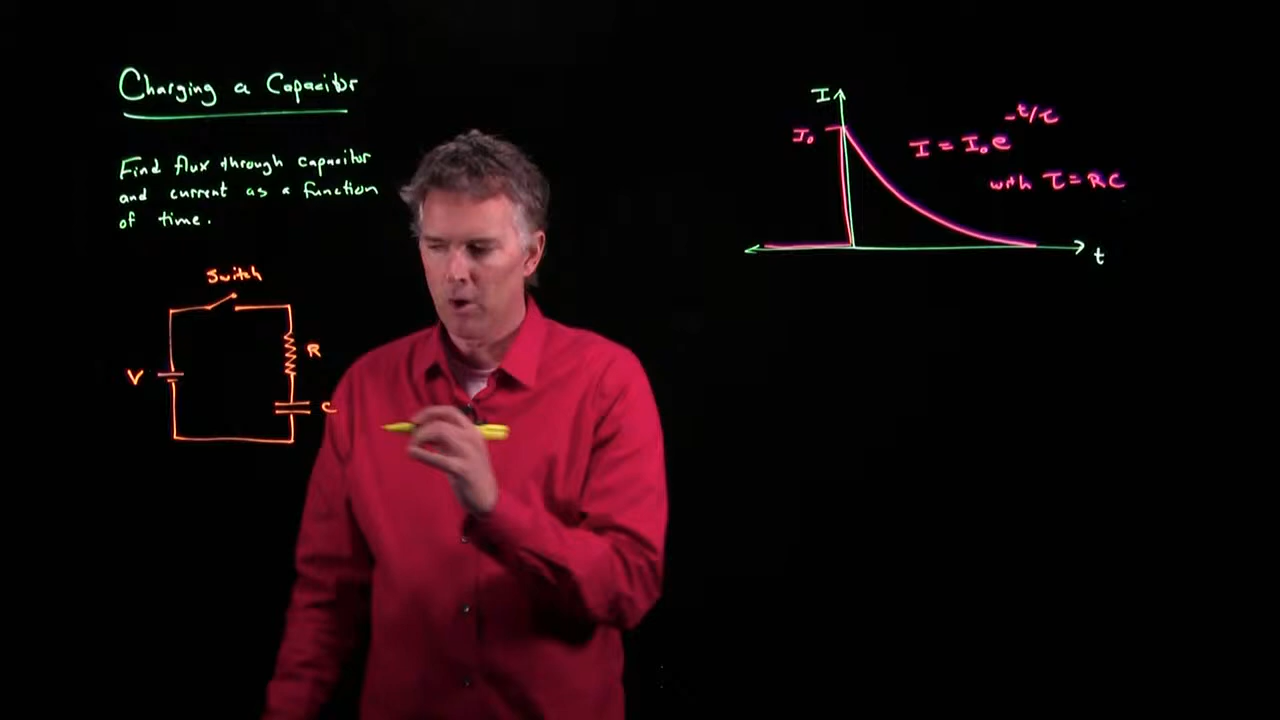 Charging a Capacitor
Find flux through capacitor
and current as a function
of time.
Switch
R
V
C
I
I₀
I = I₀e^-t/τ
with τ = RC
t